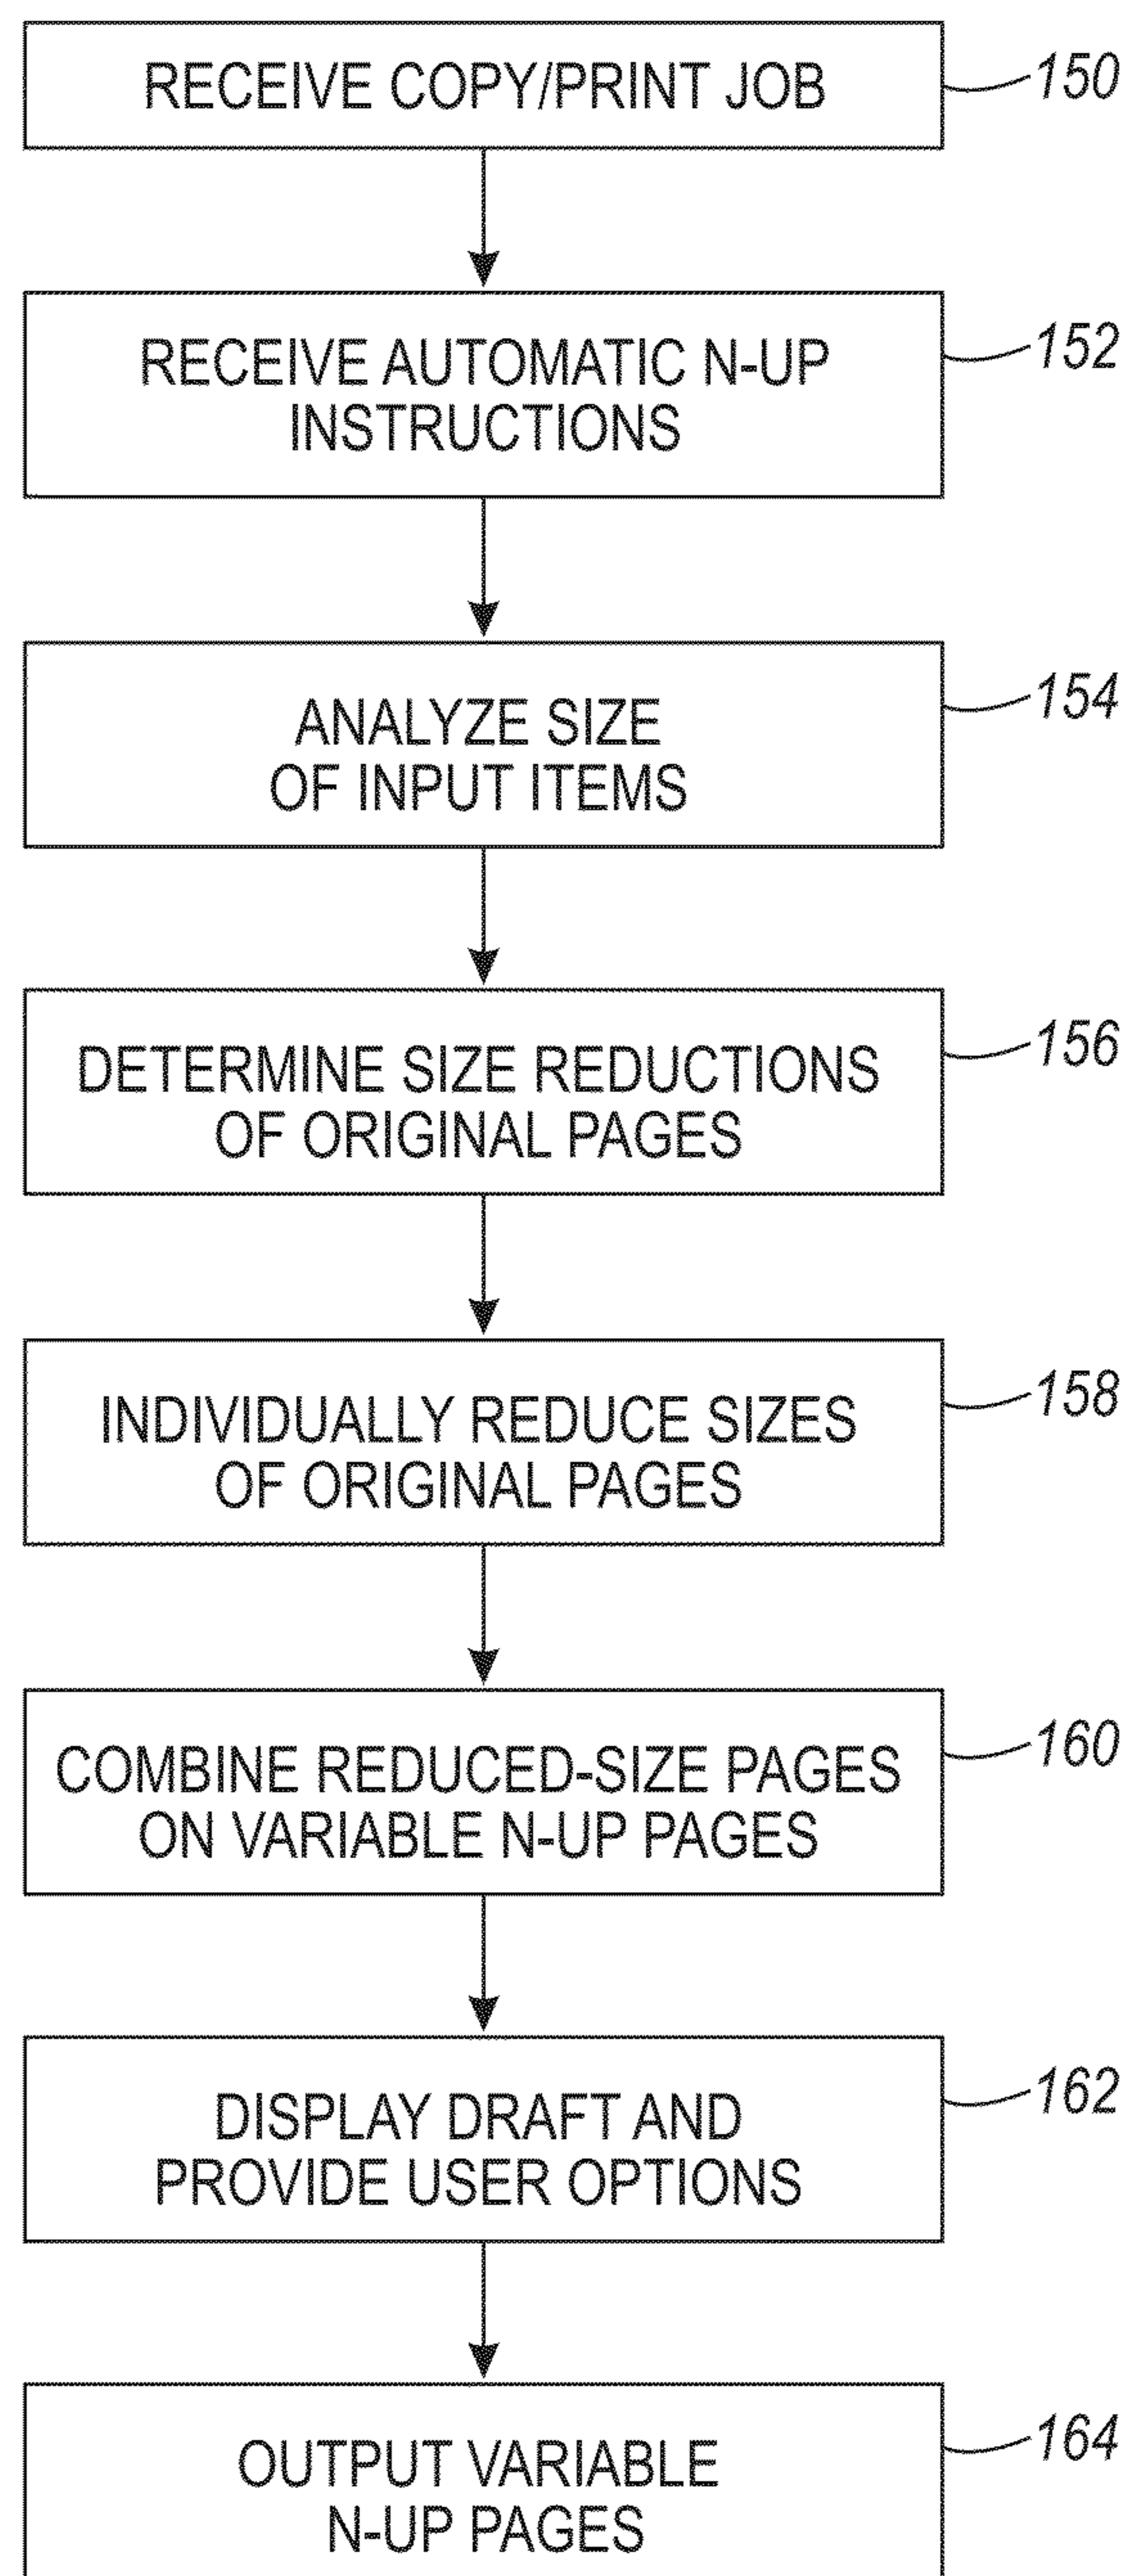 RECEIVE COPY/PRINT JOB
150
RECEIVE AUTOMATIC N-UP
INSTRUCTIONS
152
ANALYZE SIZE
OF INPUT ITEMS
154
DETERMINE SIZE REDUCTIONS
OF ORIGINAL PAGES
156
INDIVIDUALLY REDUCE SIZES
OF ORIGINAL PAGES
158
COMBINE REDUCED-SIZE PAGES
ON VARIABLE N-UP PAGES
160
DISPLAY DRAFT AND
PROVIDE USER OPTIONS
162
OUTPUT VARIABLE
N-UP PAGES
164